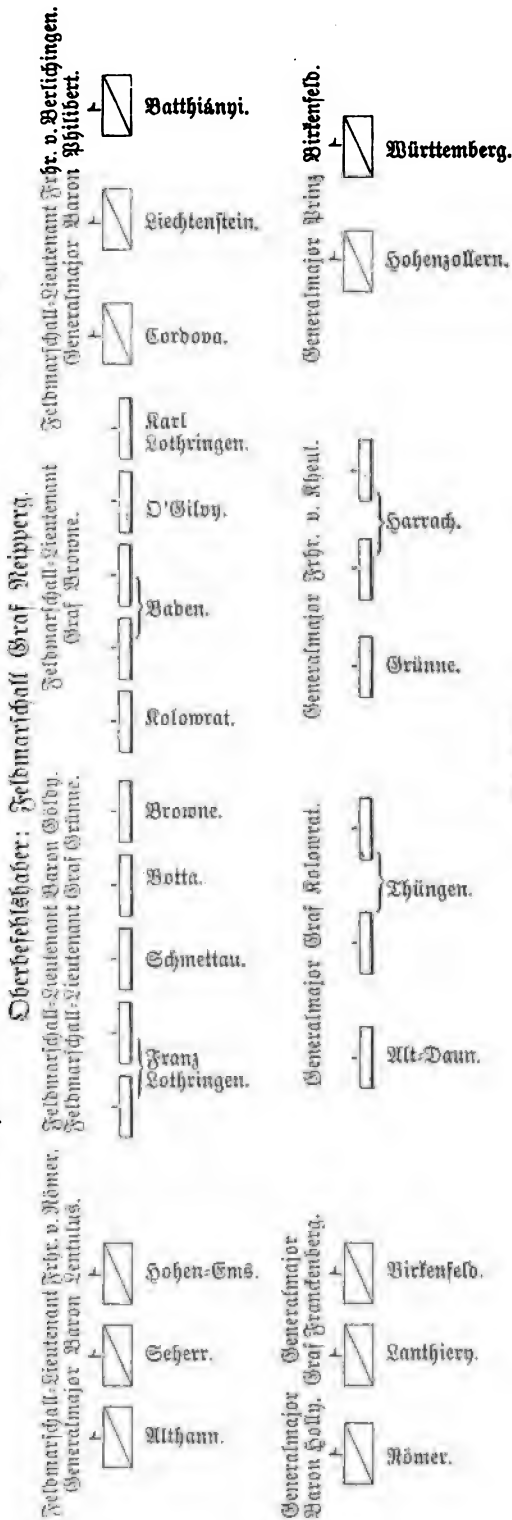 Oberbefehlshaber: Feldmarschall Graf Neipperg.
Feldmarschall-Lieutenant Frhr. v. Römer.
Generalmajor Baron Lentulus.
Feldmarschall-Lieutenant Baron Göldy.
Feldmarschall-Lieutenant Graf Grünne.
Feldmarschall-Lieutenant
Graf Browne.
Feldmarschall-Lieutenant Frhr. v. Berlichingen.
Generalmajor Baron Philibert.
Althann.
Seherr.
Hohen-Ems.
Franz
Lothringen.
Schmettau.
Botta.
Browne.
Kolowrat.
Baden.
O'Gilvy.
Karl
Lothringen.
Cordova.
Liechtenstein.
Batthiányi.
Generalmajor
Baron Holly.
Generalmajor
Graf Franckenberg.
Generalmajor Graf Kolowrat.
Generalmajor Frhr. v. Kheul.
Generalmajor Prinz Birkenfeld.
Römer.
Lanthiery.
Birkenfeld.
Alt-Daun.
Thüngen.
Grünne.
Harrach.
Hohenzollern.
Württemberg.